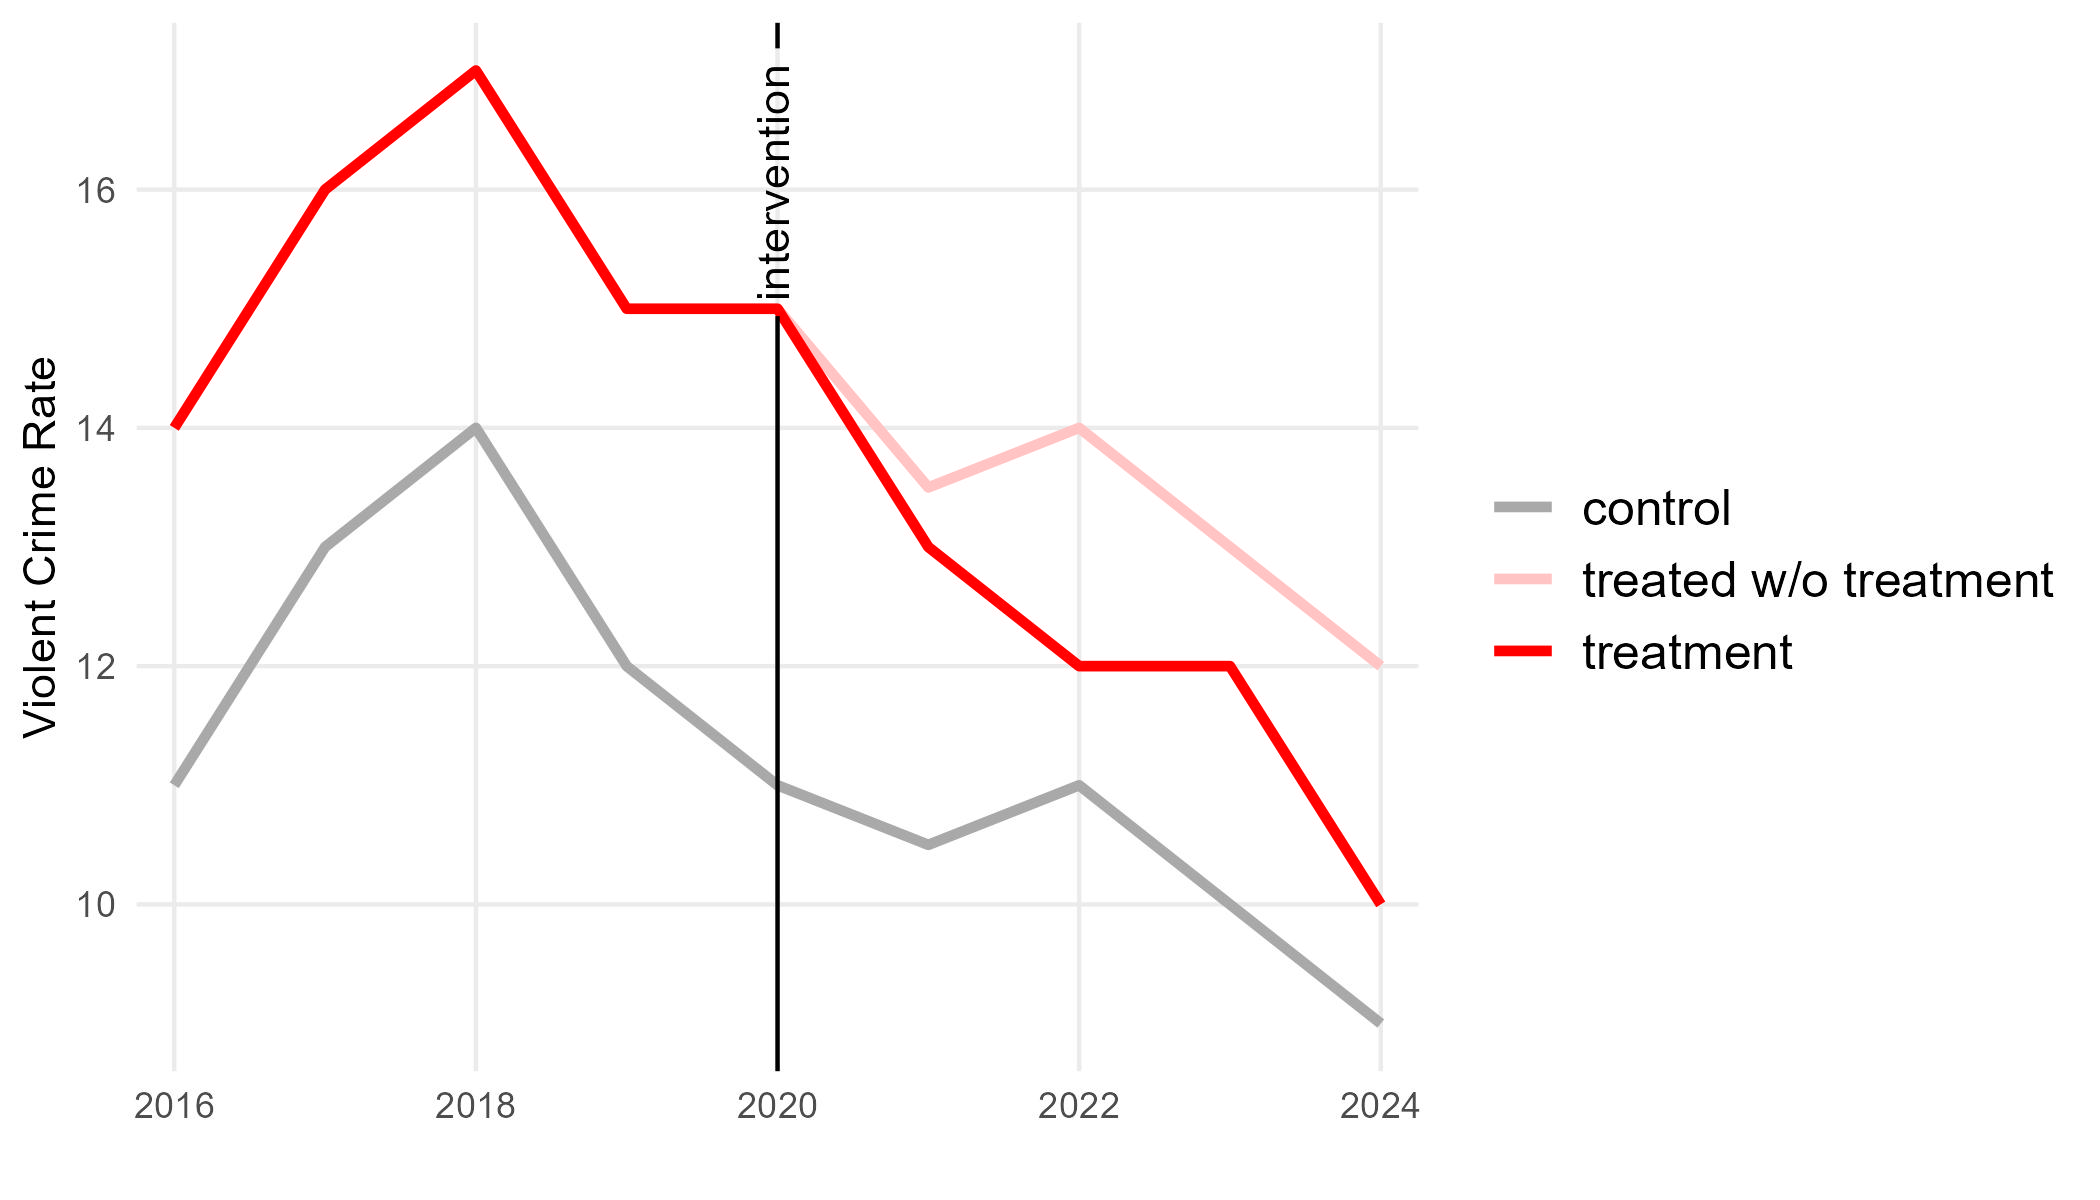 intervention
16
14
12
10
Violent Crime Rate
2016
2018
2020
2022
2024
control
treated w/o treatment
treatment